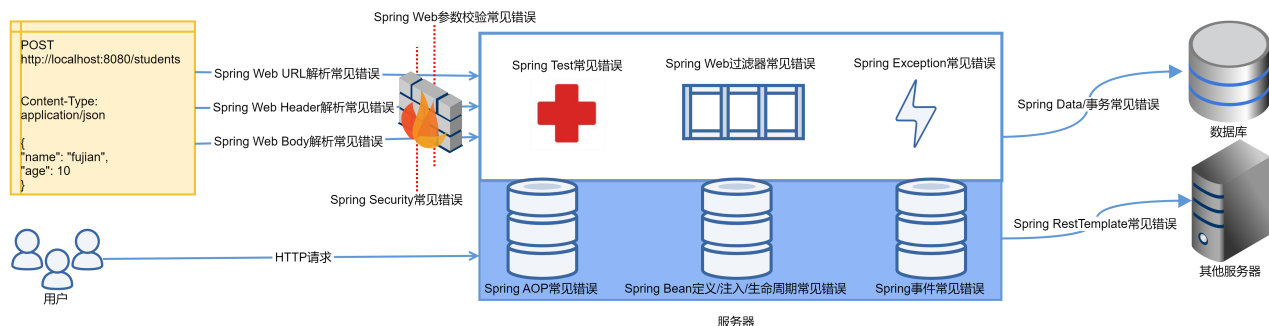 Spring Web参数校验常见错误
POST
http://localhost:8080/students
Content-Type:
application/json
{
"name": "fujian",
"age": 10
}
Spring Web URL解析常见错误
Spring Web Header解析常见错误
Spring Web Body解析常见错误
Spring Security常见错误
Spring Test常见错误
Spring Web过滤器常见错误
Spring Exception常见错误
Spring Data/事务常见错误
数据库
Spring RestTemplate常见错误
其他服务器
用户
HTTP请求
Spring AOP常见错误
Spring Bean定义/注入/生命周期常见错误
Spring事件常见错误
服务器